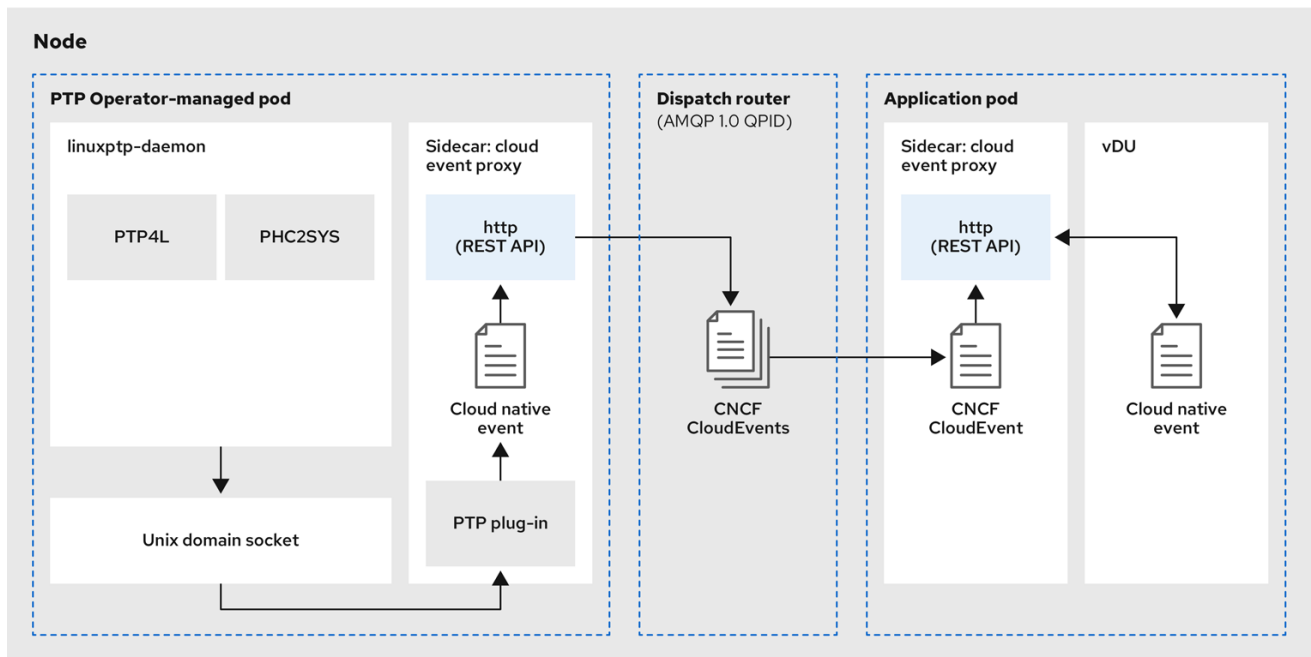 Node
PTP Operator-managed pod
linuxptp-daemon
PTP4L
PHC2SYS
Unix domain socket
Sidecar: cloud
event proxy
http
(REST API)
Cloud native
event
PTP plug-in
Dispatch router
(AMQP 1.0 QPID)
CNCF
CloudEvents
Application pod
Sidecar: cloud
event proxy
http
(REST API)
CNCF
CloudEvent
vDU
Cloud native
event